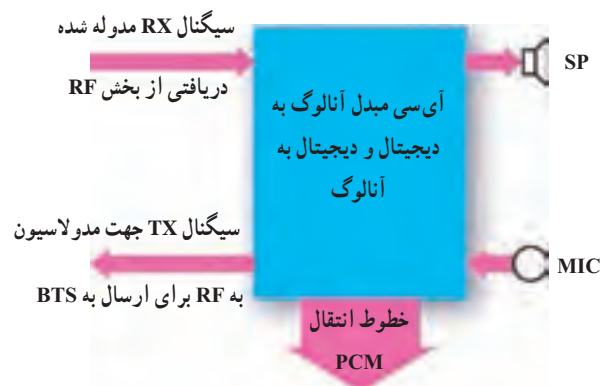 سیگنال RX مدوله شده
دریافتی از بخش RF
SP
آی‌سی مبدل آنالوگ به
دیجیتال و دیجیتال به
آنالوگ
سیگنال TX جهت مدولاسیون
به RF برای ارسال به BTS
MIC
خطوط انتقال
PCM